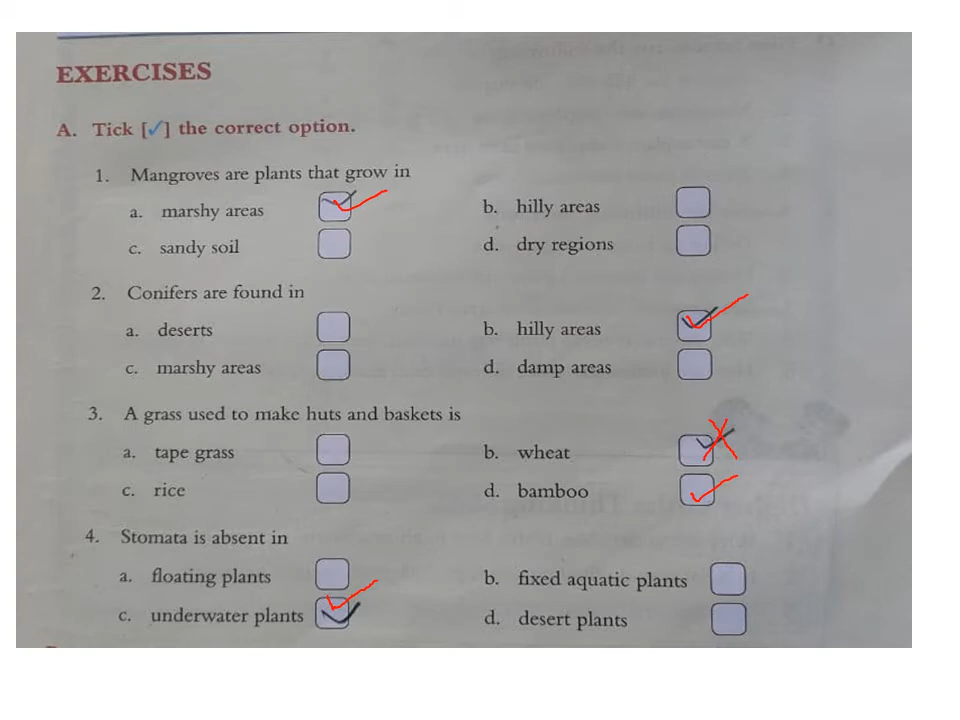 EXERCISES
A. Tick [✓] the correct option.
1. Mangroves are plants that grow in
a. marshy areas b. hilly areas
c. sandy soil d. dry regions
2. Conifers are found in
a. deserts b. hilly areas
c. marshy areas d. damp areas
3. A grass used to make huts and baskets is
a. tape grass b. wheat
c. rice d. bamboo
4. Stomata is absent in
a. floating plants b. fixed aquatic plants
c. underwater plants d. desert plants